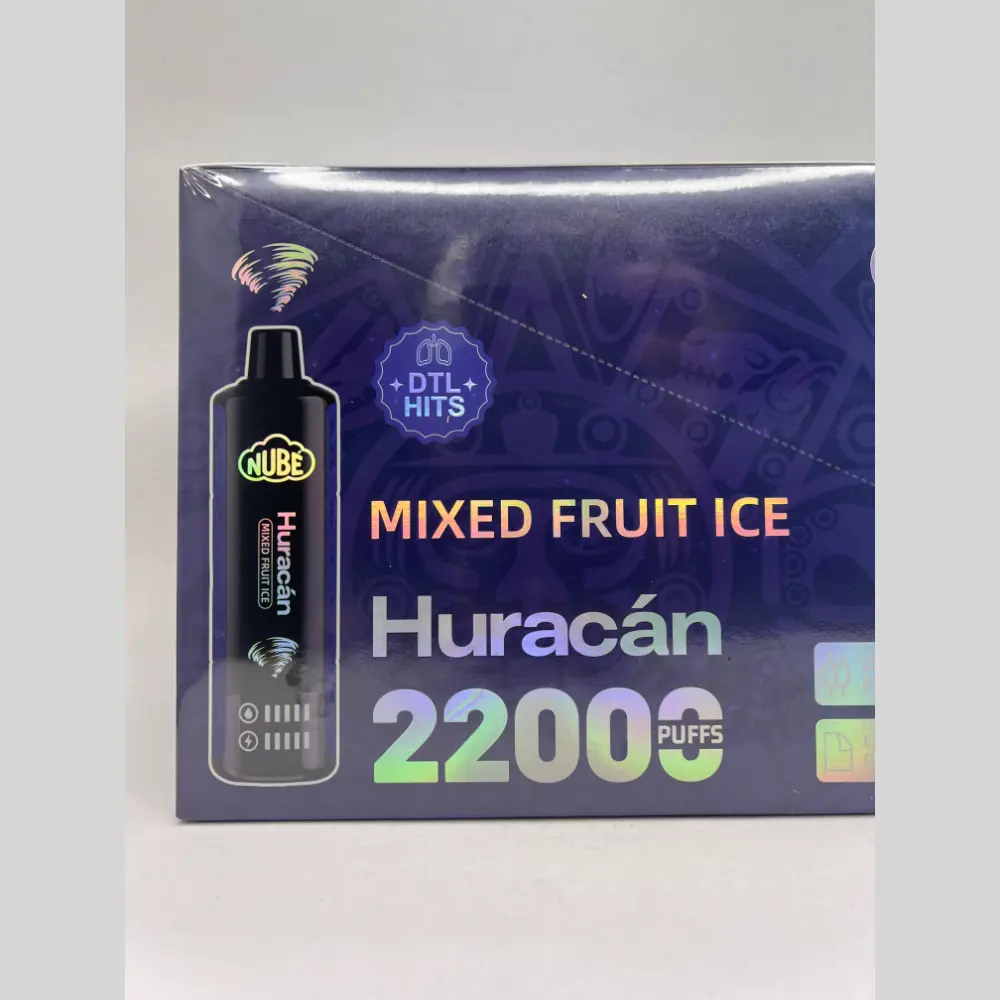 DTL
HITS
NUBE
Huracán
MIXED FRUIT ICE
MIXED FRUIT ICE
Huracán
22000
PUFFS